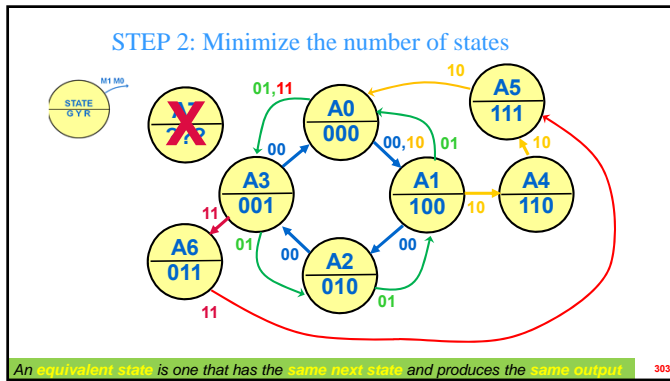 STEP 2: Minimize the number of states
M1 M0
STATE
G Y R
A7
???
01,11
A0
000
10
A5
111
00
00,10
01
10
A3
001
A1
100
10
A4
110
11
01
00
00
A6
011
A2
010
01
11
An equivalent state is one that has the same next state and produces the same output
303